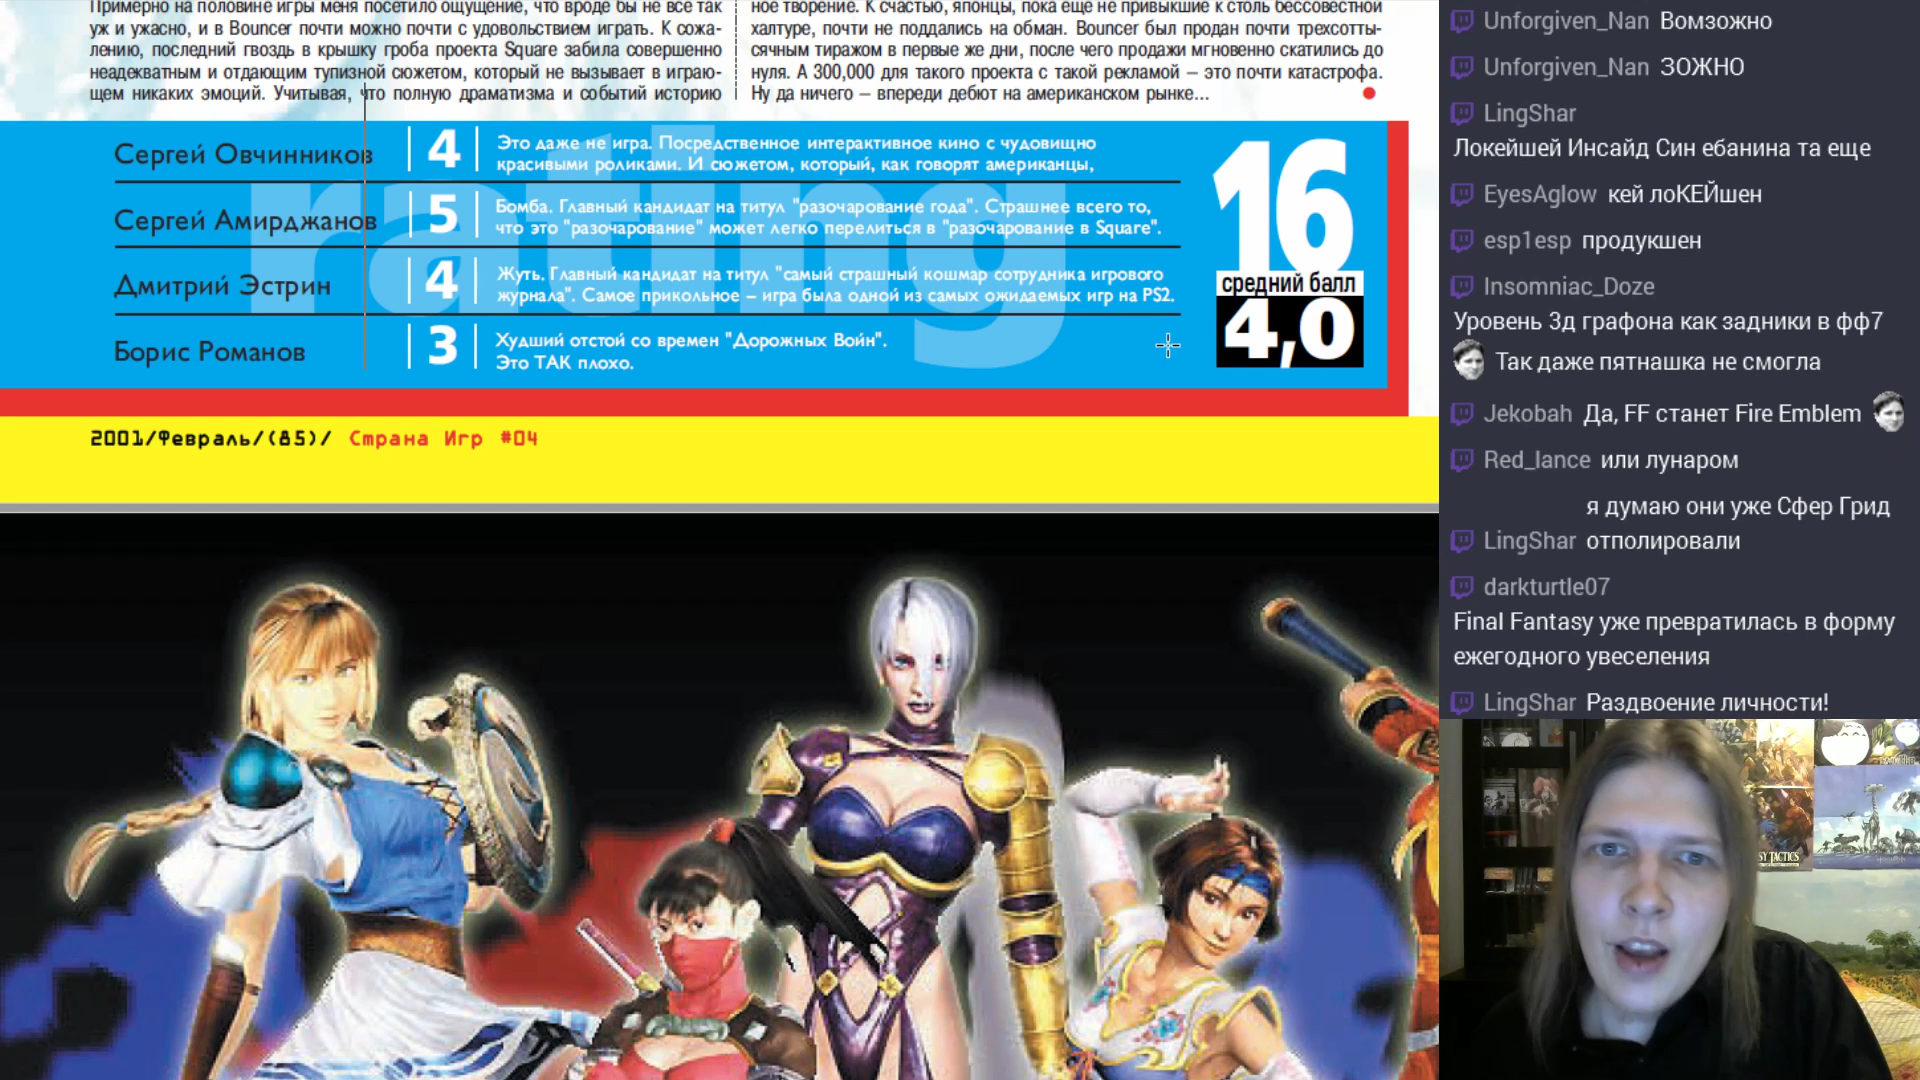 Примерно на половине игры меня посетило ощущение, что вроде бы не все так
уж и ужасно, и в Bouncer почти можно почти с удовольствием играть. К сожа-
лению, последний гвоздь в крышку гроба проекта Square забила совершенно
неадекватным и отдающим тупизной сюжетом, который не вызывает в играю-
щем никаких эмоций. Учитывая, что полную драматизма и событий историю
ное творение. К счастью, японцы, пока еще не привыкшие к столь бессовестной
халтуре, почти не поддались на обман. Bouncer был продан почти трехсотты-
сячным тиражом в первые же дни, после чего продажи мгновенно скатились до
нуля. А 300,000 для такого проекта с такой рекламой – это почти катастрофа.
Ну да ничего – впереди дебют на американском рынке...
rating
Сергей Овчинников
4
Это даже не игра. Посредственное интерактивное кино с чудовищно
красивыми роликами. И сюжетом, который, как говорят американцы,
Сергей Амирджанов
5
Бомба. Главный кандидат на титул "разочарование года". Страшнее всего то,
что это "разочарование" может легко перелиться в "разочарование в Square".
Дмитрий Эстрин
4
Жуть. Главный кандидат на титул "самый страшный кошмар сотрудника игрового
журнала". Самое прикольное – игра была одной из самых ожидаемых игр на PS2.
Борис Романов
3
Худший отстой со времен "Дорожных Войн".
Это ТАК плохо.
16
средний балл
4,0
2001/Февраль/(85)/ Страна Игр #04
Unforgiven_Nan Вомзожно
Unforgiven_Nan ЗОЖНО
LingShar
Локейшей Инсайд Син ебанина та еще
EyesAglow кей лоКЕЙшен
esp1esp продукшен
Insomniac_Doze
Уровень 3д графона как задники в фф7
Так даже пятнашка не смогла
Jekobah Да, FF станет Fire Emblem
Red_lance или лунаром
я думаю они уже Сфер Грид
LingShar отполировали
darkturtle07
Final Fantasy уже превратилась в форму
ежегодного увеселения
LingShar Раздвоение личности!
SY TACTICS